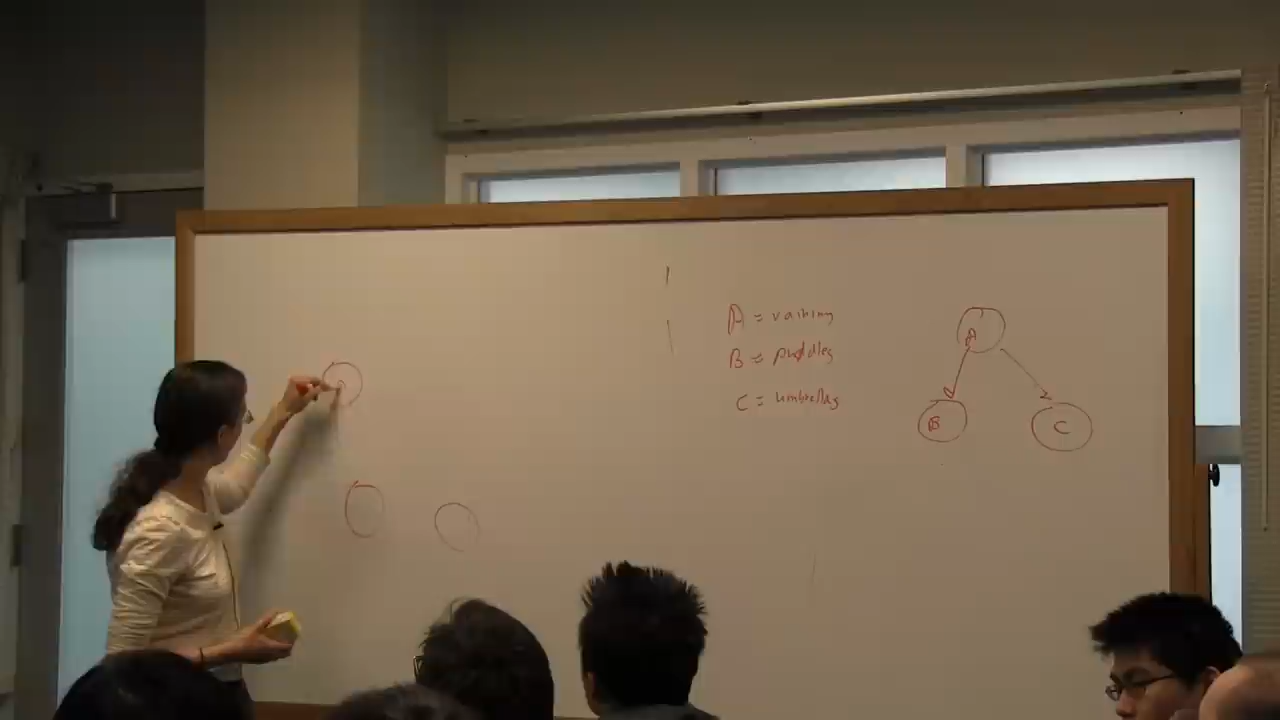 A = raining
B = puddles
C = umbrellas
A
B
C